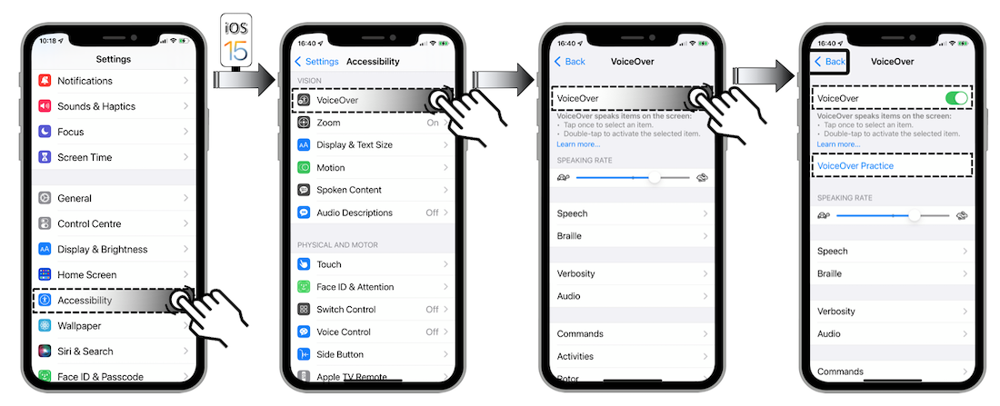 iOS
15
10:18
Settings
Notifications
Sounds & Haptics
Focus
Screen Time
General
Control Centre
Display & Brightness
Home Screen
Accessibility
Wallpaper
Siri & Search
Face ID & Passcode
16:40
Settings Accessibility
VISION
VoiceOver
Zoom On
Display & Text Size
Motion
Spoken Content
Audio Descriptions Off
PHYSICAL AND MOTOR
Touch
Face ID & Attention
Switch Control Off
Voice Control Off
Side Button
Apple TV Remote
16:40
Back VoiceOver
VoiceOver
VoiceOver speaks items on the screen:
• Tap once to select an item.
• Double-tap to activate the selected item.
Learn more...
SPEAKING RATE
Speech
Braille
Verbosity
Audio
Commands
Activities
Rotor
16:40
Back VoiceOver
VoiceOver
VoiceOver speaks items on the screen:
• Tap once to select an item.
• Double-tap to activate the selected item.
Learn more...
VoiceOver Practice
SPEAKING RATE
Speech
Braille
Verbosity
Audio
Commands